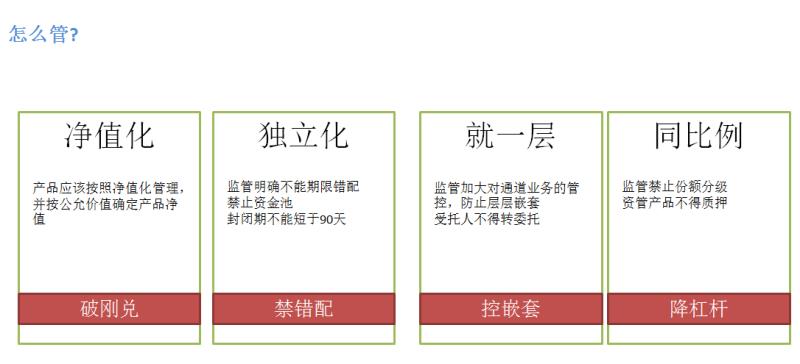 怎么管?
净值化
产品应该按照净值化管理，
并按公允价值确定产品净
值
破刚兑
独立化
监管明确不能期限错配
禁止资金池
封闭期不能短于90天
禁错配
就一层
监管加大对通道业务的管
控，防止层层嵌套
受托人不得转委托
控嵌套
同比例
监管禁止份额分级
资管产品不得质押
降杠杆